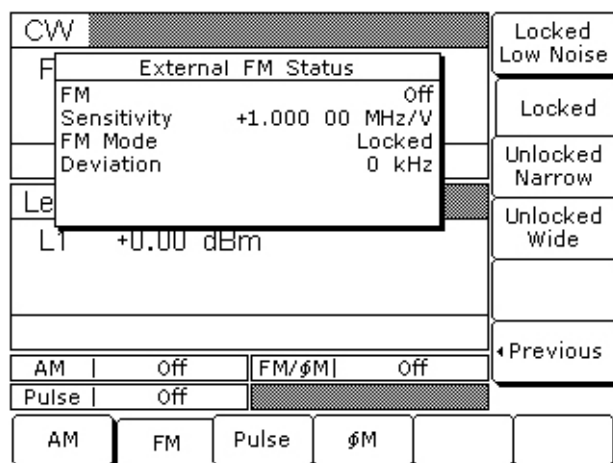 CW
F
External FM Status
FM Off
Sensitivity +1.000 00 MHz/V
FM Mode Locked
Deviation 0 kHz
Le
L1 +0.00 dBm
AM | Off
FM/ϕM| Off
Pulse | Off
Locked
Low Noise
Locked
Unlocked
Narrow
Unlocked
Wide
Previous
AM
FM
Pulse
ϕM